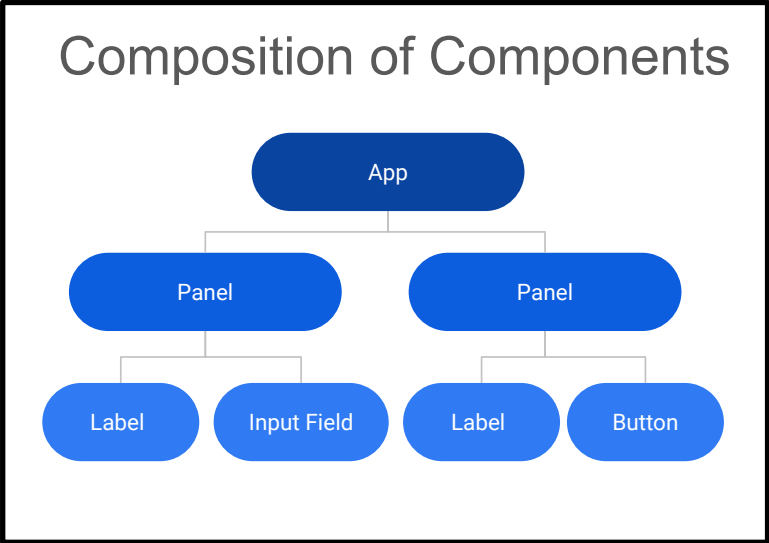 Composition of Components
App
Panel
Panel
Label
Input Field
Label
Button